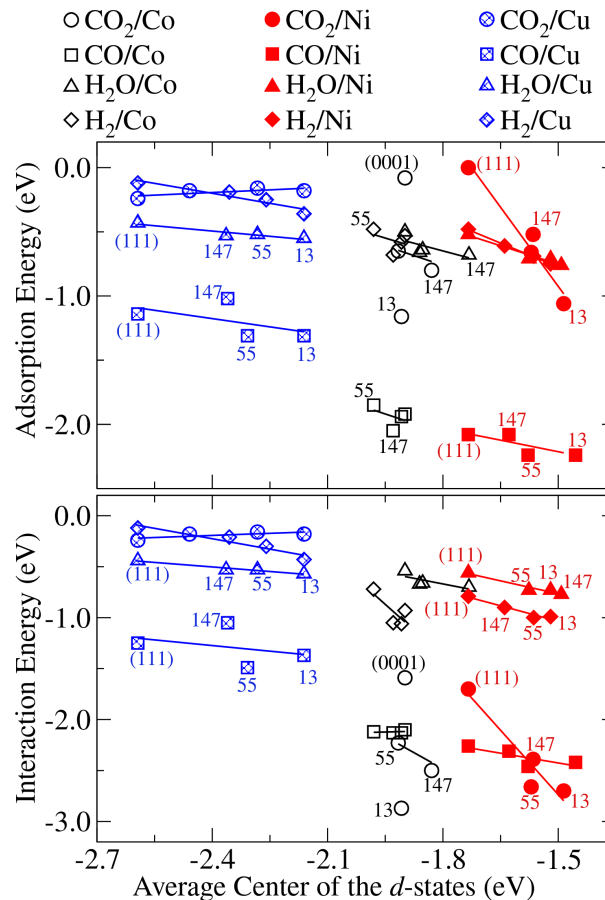 CO₂/Co CO₂/Ni CO₂/Cu
CO/Co CO/Ni CO/Cu
H₂O/Co H₂O/Ni H₂O/Cu
H₂/Co H₂/Ni H₂/Cu
Adsorption Energy (eV)
0.0
-1.0
-2.0
(111) 147 55 13
147
(111) 55 13
(0001)
55
147 147
13
55
147
(111)
147
13
147 13
(111) 55
Interaction Energy (eV)
0.0
-1.0
-2.0
-3.0
(111) 147 55 13
147
(111) 55 13
(0001)
55
147
13
(111) 55 13 147
(111) 147 55 13
(111)
147
55 13
-2.7 -2.4 -2.1 -1.8 -1.5
Average Center of the d-states (eV)